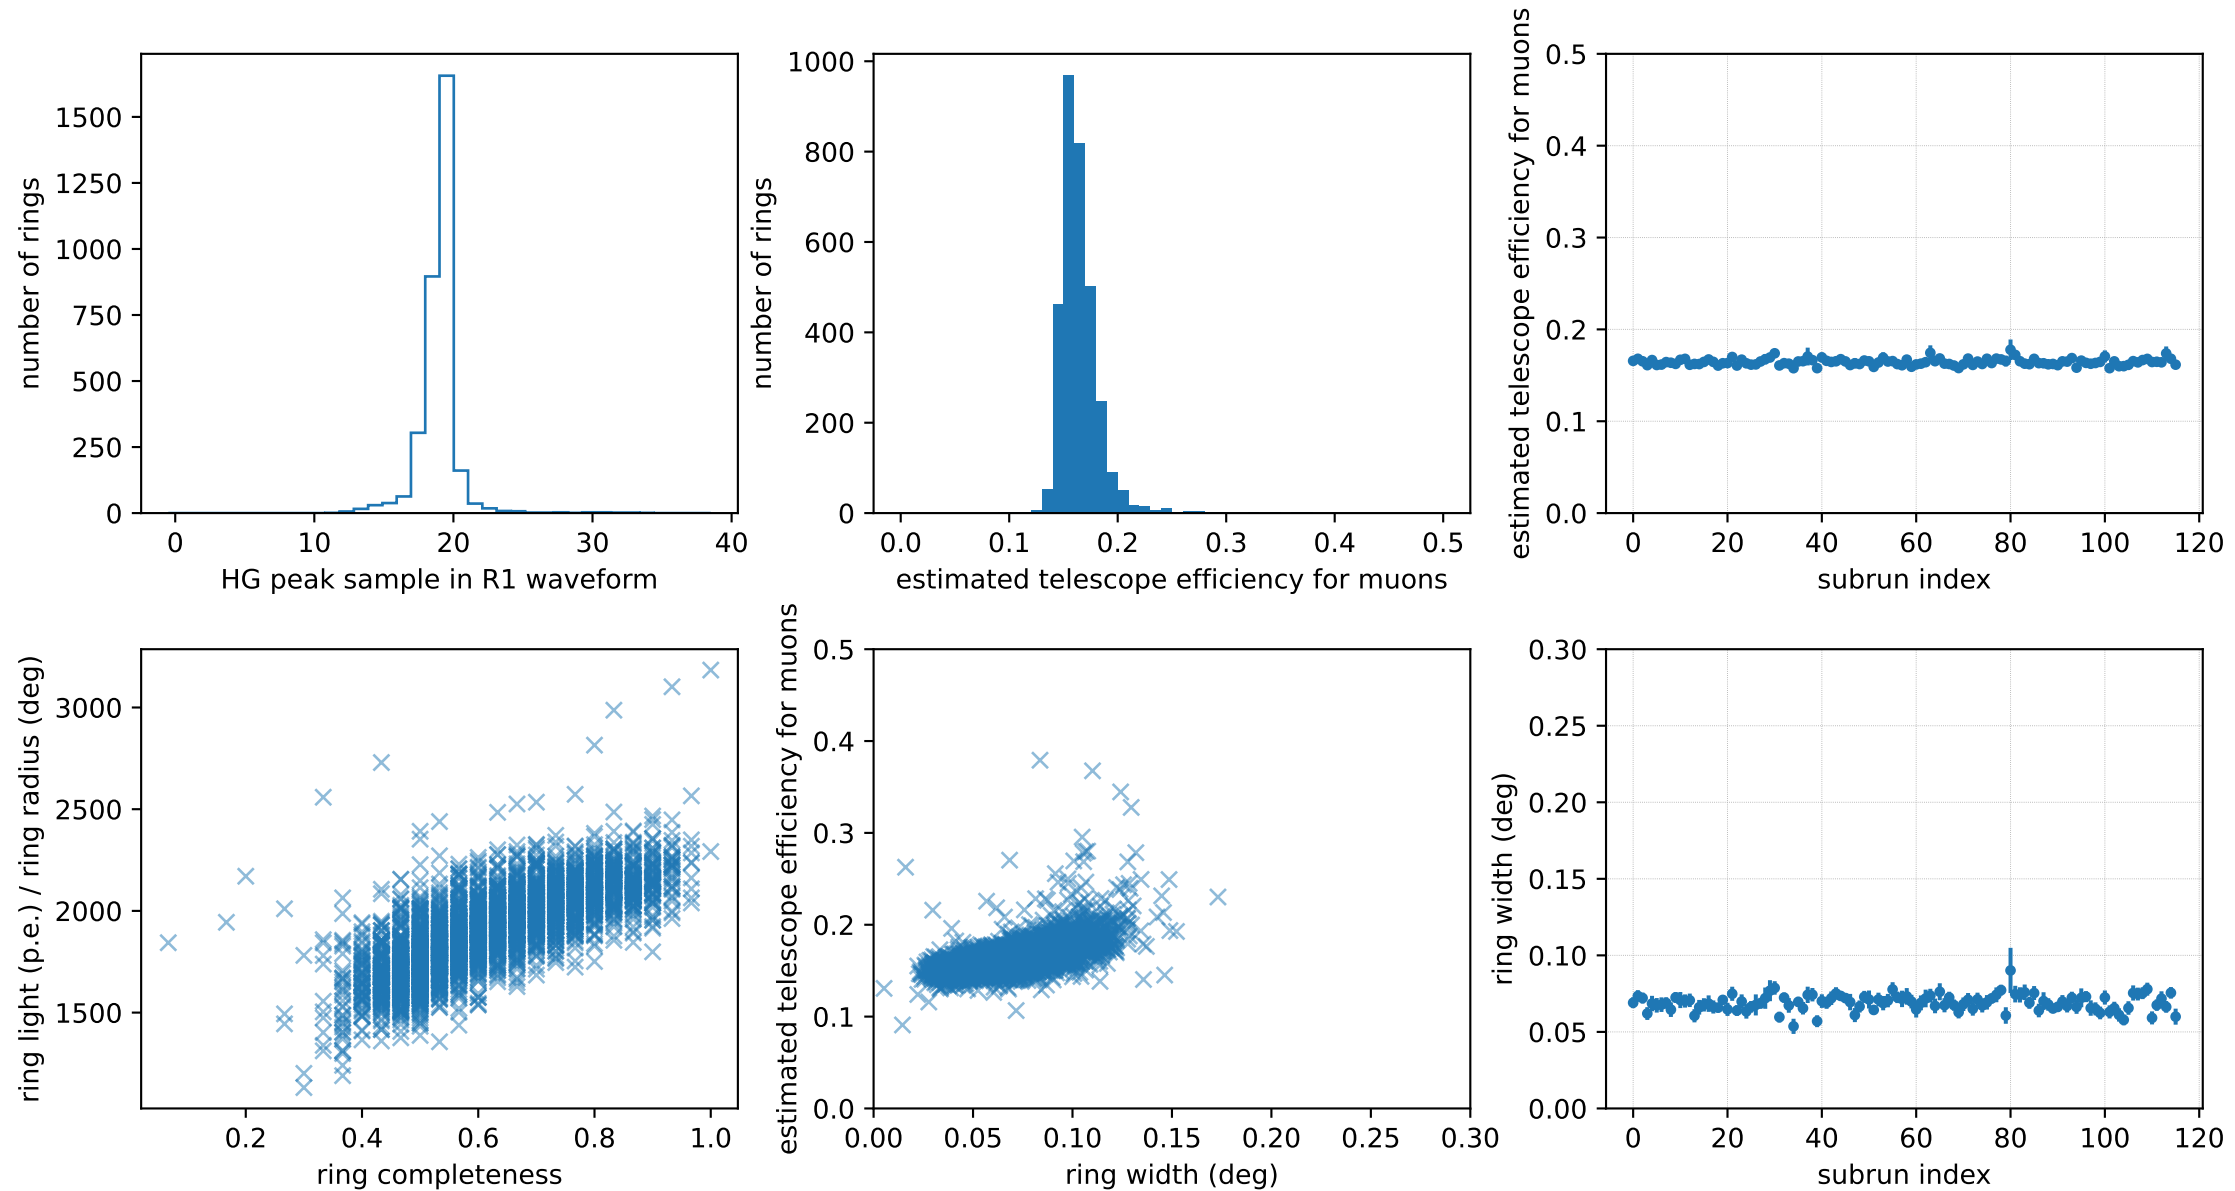 number of rings
1500
1250
1000
750
500
250
0
0 10 20 30 40
HG peak sample in R1 waveform
number of rings
1000
800
600
400
200
0
0.0 0.1 0.2 0.3 0.4 0.5
estimated telescope efficiency for muons
estimated telescope efficiency for muons
0.5
0.4
0.3
0.2
0.1
0.0
0 20 40 60 80 100 120
subrun index
ring light (p.e.) / ring radius (deg)
3000
2500
2000
1500
0.2 0.4 0.6 0.8 1.0
ring completeness
estimated telescope efficiency for muons
0.5
0.4
0.3
0.2
0.1
0.0
0.00 0.05 0.10 0.15 0.20 0.25 0.30
ring width (deg)
ring width (deg)
0.30
0.25
0.20
0.15
0.10
0.05
0.00
0 20 40 60 80 100 120
subrun index